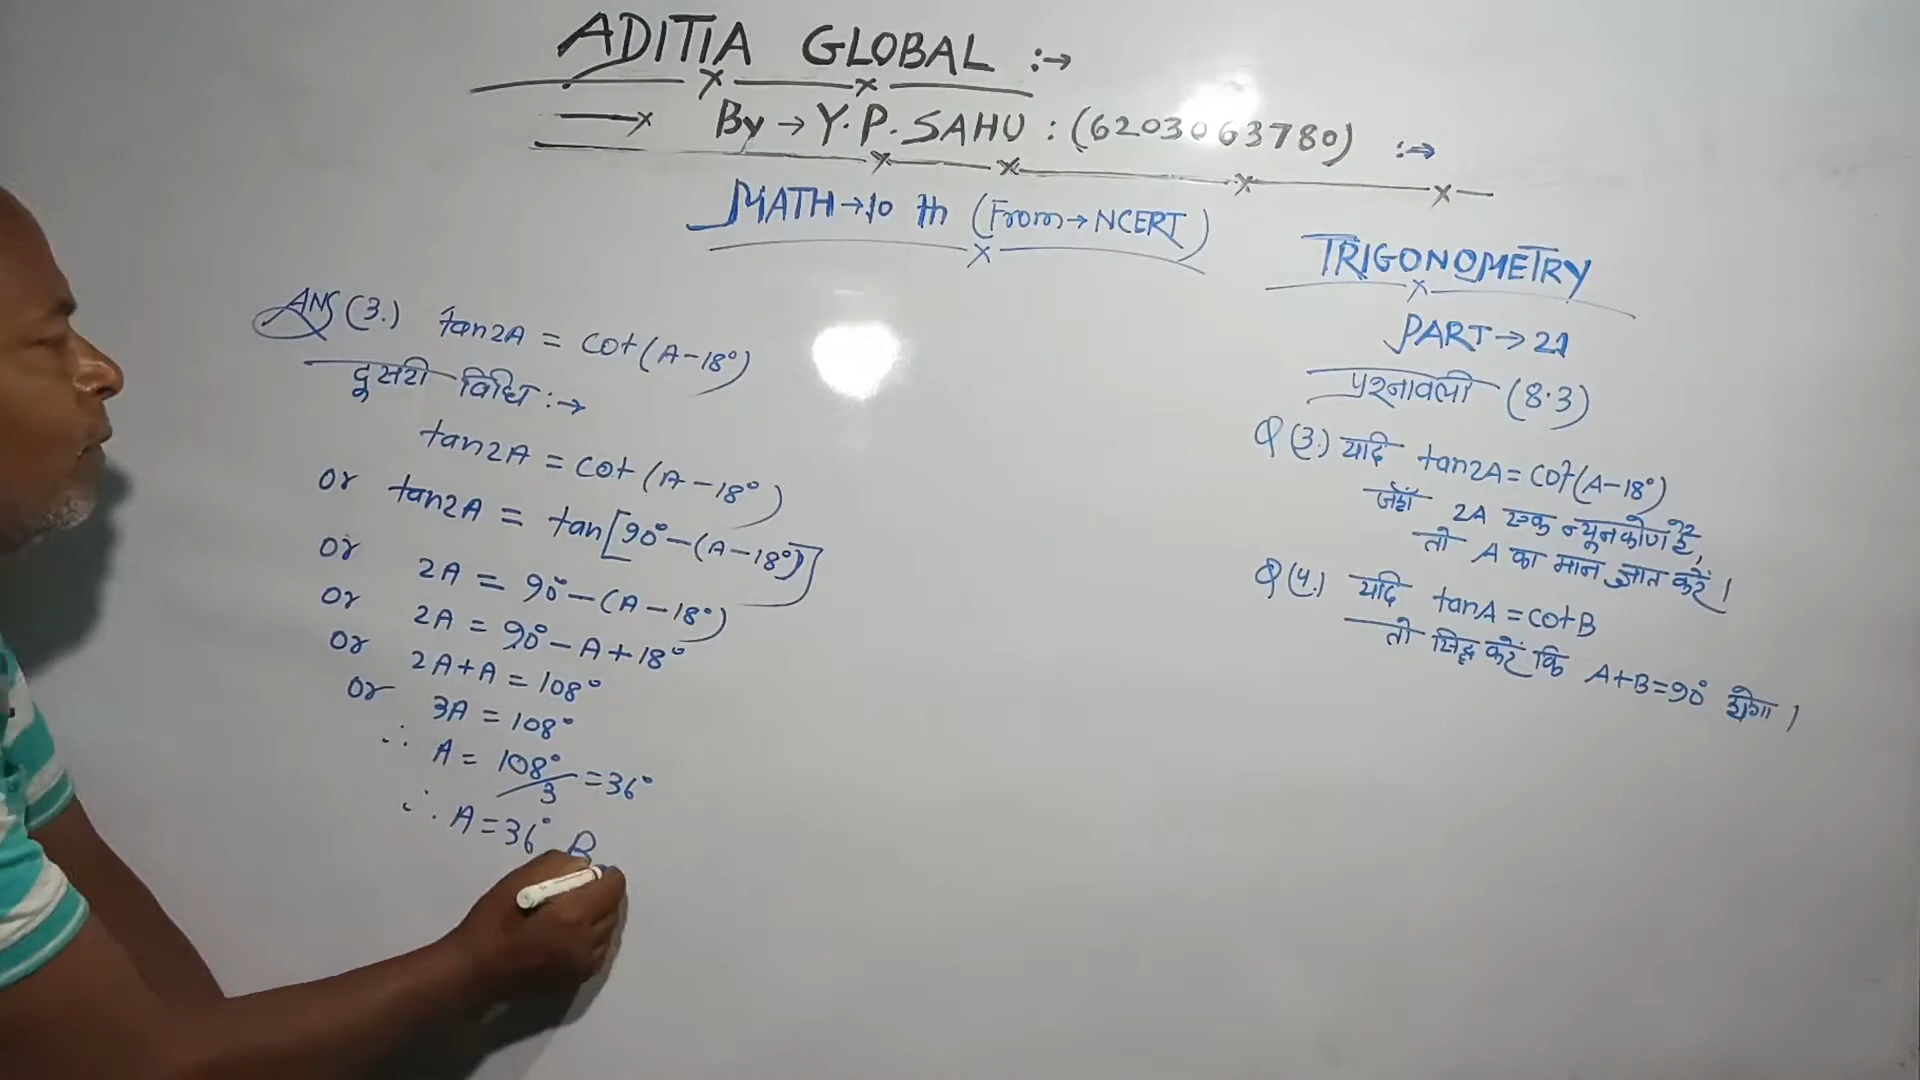 ADITIA GLOBAL :→
By → Y.P. SAHU : (6203063780) :→
MATH → 10 th (From → NCERT)
TRIGONOMETRY
PART → 21
प्रश्नावली (8.3)
Q (3.) यदि tan2A = cot(A-18°)
जहाँ 2A एक न्यूनकोण है,
तो A का मान ज्ञात करें।
Q (4.) यदि tanA = cotB
तो सिद्ध करें कि A+B=90° होगा।
ANS (3.) tan2A = cot(A-18°)
दूसरी विधि :→
tan2A = cot(A-18°)
or tan2A = tan[90°-(A-18°)]
or 2A = 90°-(A-18°)
or 2A = 90°-A+18°
or 2A+A = 108°
or 3A = 108°
∴ A = 108°/3 = 36°
∴ A = 36°